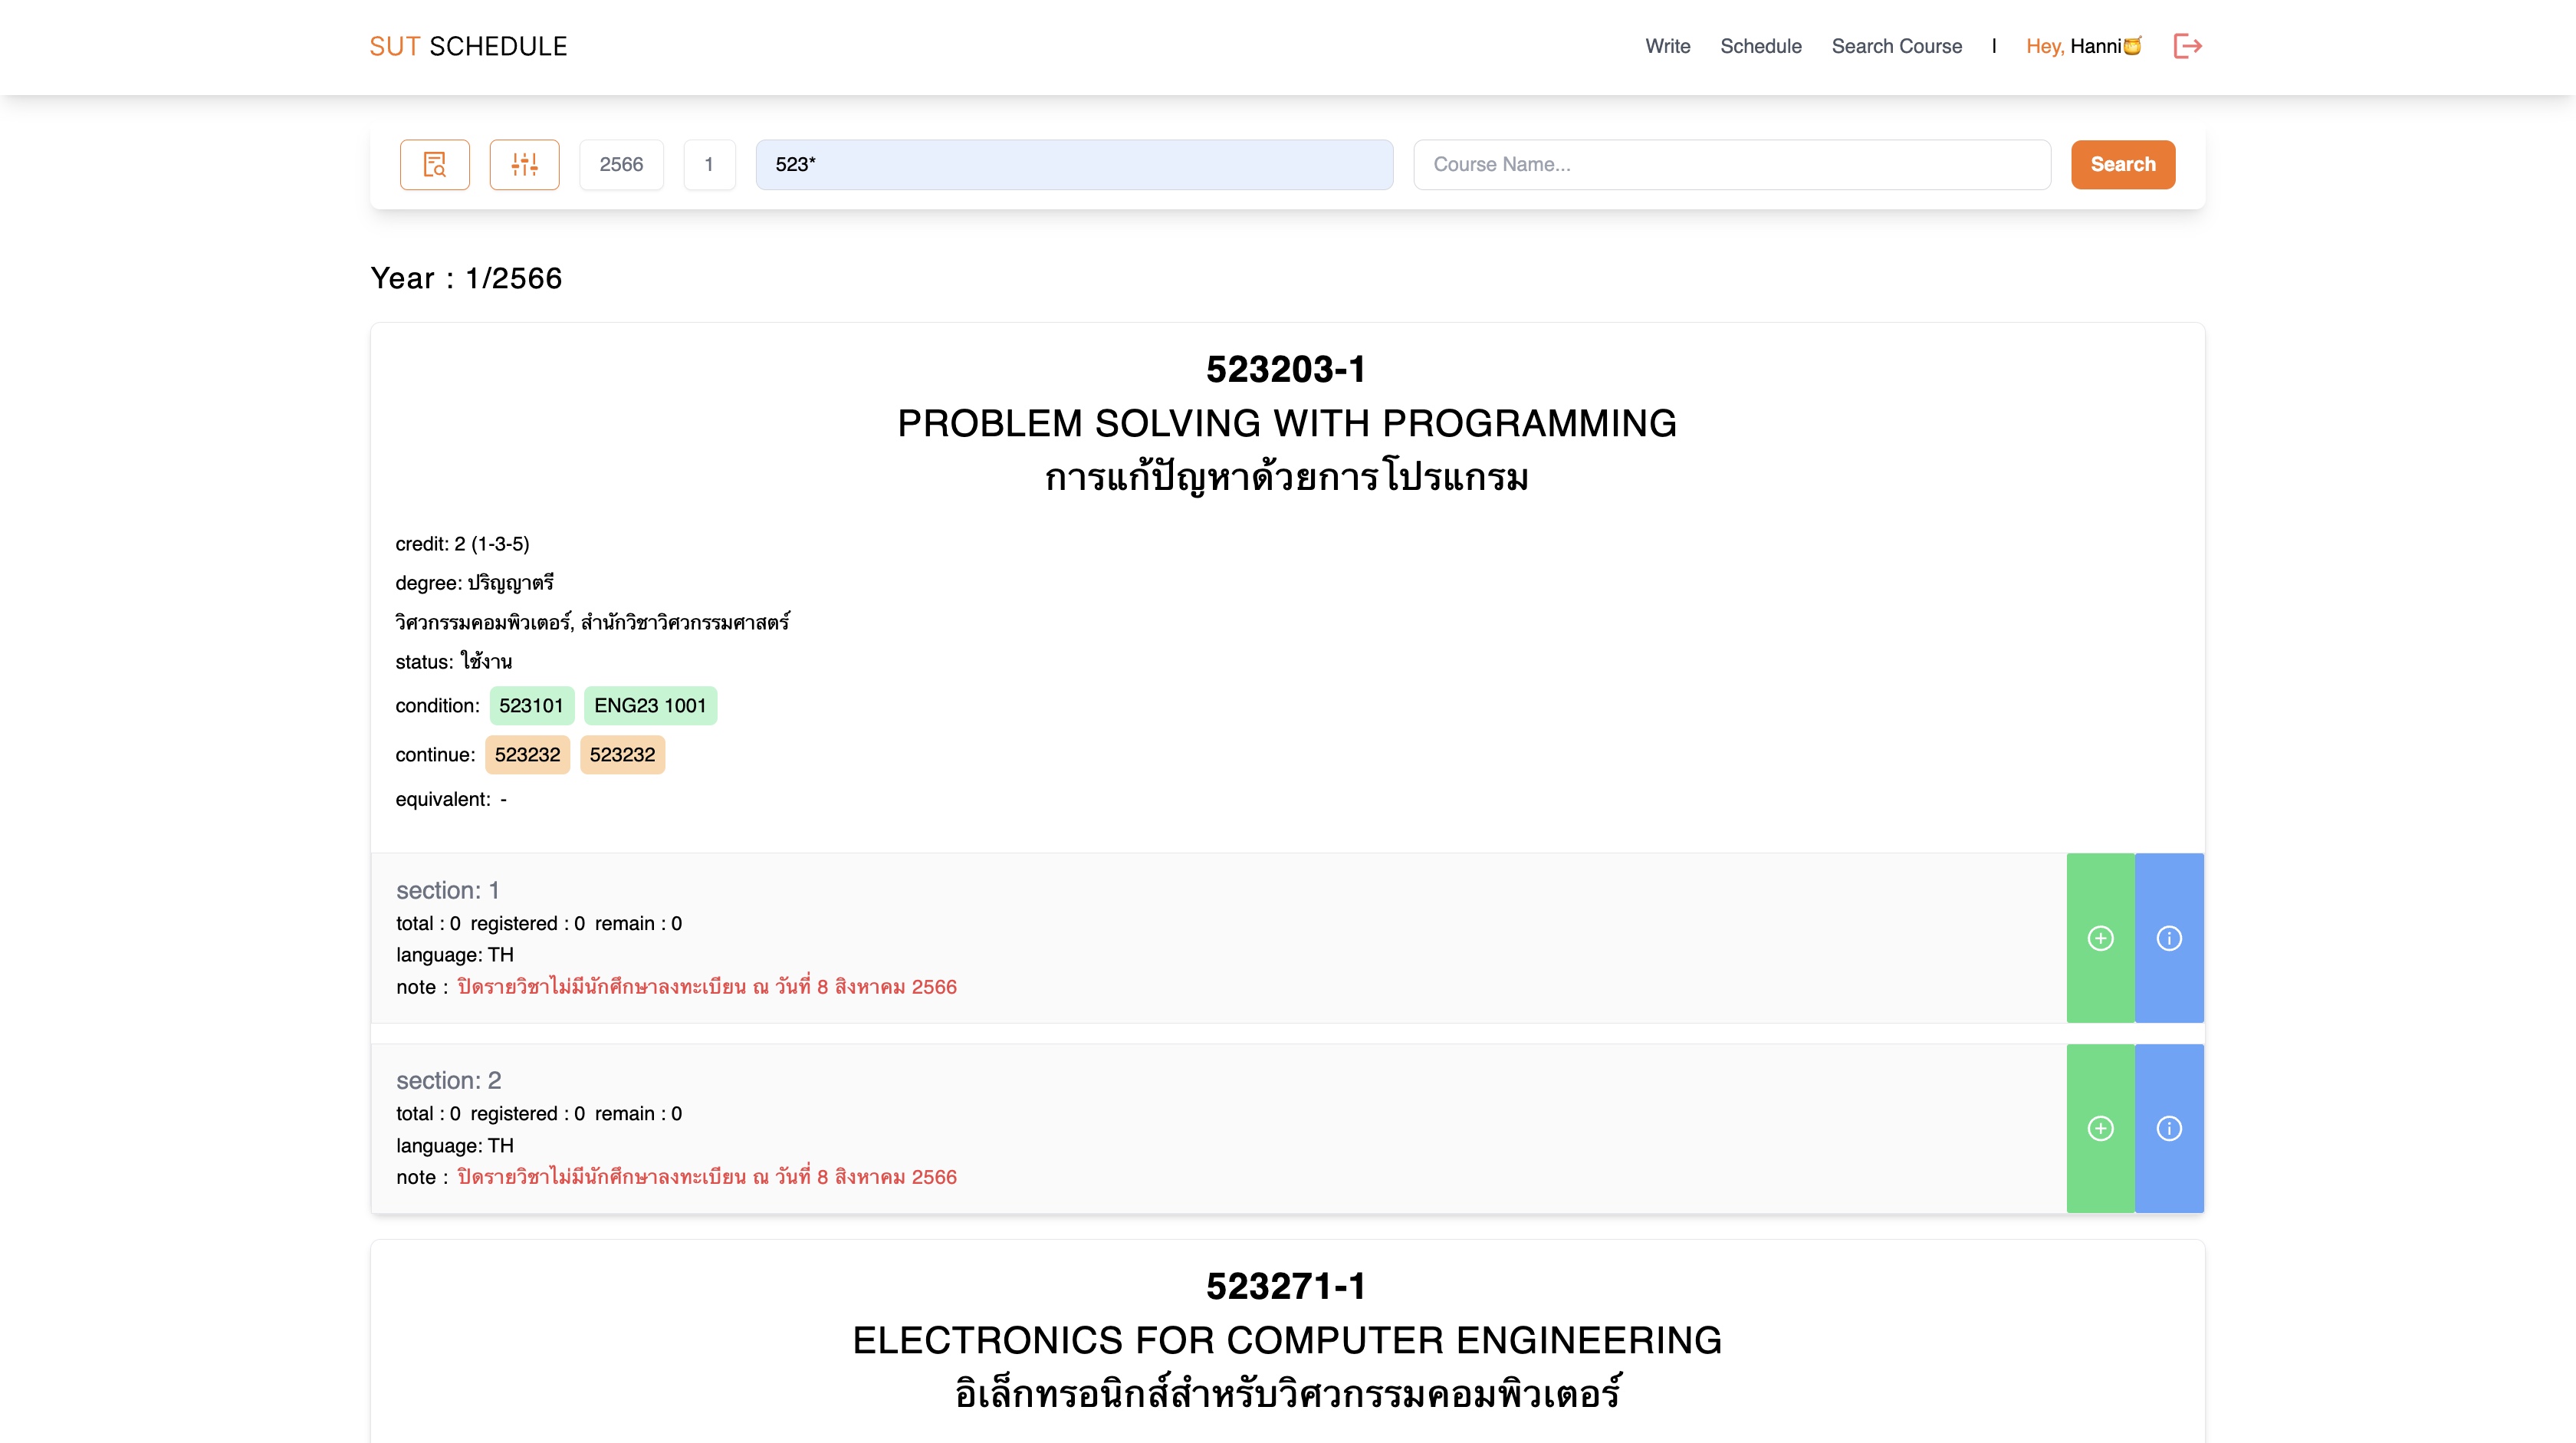 SUT SCHEDULE
Write Schedule Search Course | Hey, Hanni🍯
2566 1 523* Course Name... Search
Year : 1/2566
523203-1
PROBLEM SOLVING WITH PROGRAMMING
การแก้ปัญหาด้วยการโปรแกรม
credit: 2 (1-3-5)
degree: ปริญญาตรี
วิศวกรรมคอมพิวเตอร์, สำนักวิชาวิศวกรรมศาสตร์
status: ใช้งาน
condition: 523101 ENG23 1001
continue: 523232 523232
equivalent: -
section: 1
total : 0 registered : 0 remain : 0
language: TH
note : ปิดรายวิชาไม่มีนักศึกษาลงทะเบียน ณ วันที่ 8 สิงหาคม 2566
section: 2
total : 0 registered : 0 remain : 0
language: TH
note : ปิดรายวิชาไม่มีนักศึกษาลงทะเบียน ณ วันที่ 8 สิงหาคม 2566
523271-1
ELECTRONICS FOR COMPUTER ENGINEERING
อิเล็กทรอนิกส์สำหรับวิศวกรรมคอมพิวเตอร์